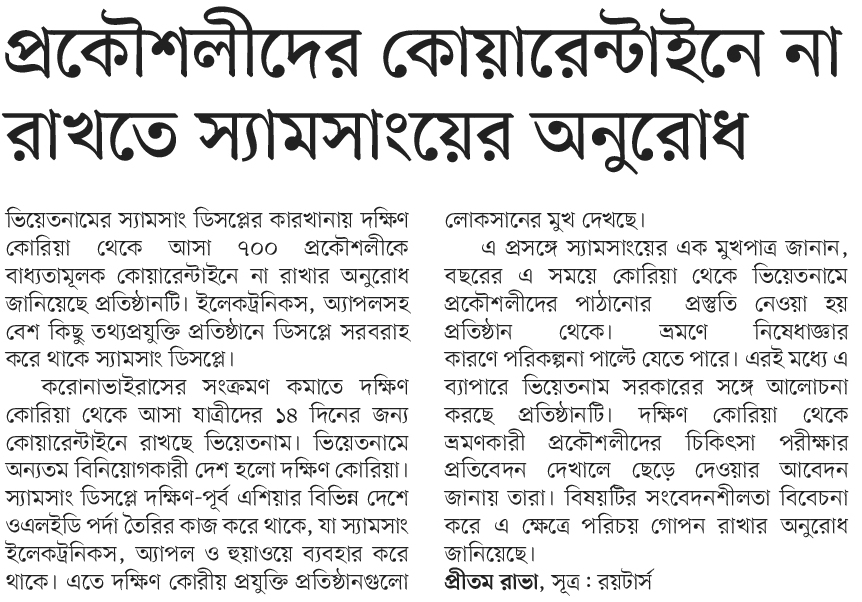 প্রকৌশলীদের কোয়ারেন্টাইনে না
রাখতে স্যামসাংয়ের অনুরোধ
ভিয়েতনামের স্যামসাং ডিসপ্লের কারখানায় দক্ষিণ
কোরিয়া থেকে আসা ৭০০ প্রকৌশলীকে
বাধ্যতামূলক কোয়ারেন্টাইনে না রাখার অনুরোধ
জানিয়েছে প্রতিষ্ঠানটি। ইলেকট্রনিকস, অ্যাপলসহ
বেশ কিছু তথ্যপ্রযুক্তি প্রতিষ্ঠানে ডিসপ্লে সরবরাহ
করে থাকে স্যামসাং ডিসপ্লে।
করোনাভাইরাসের সংক্রমণ কমাতে দক্ষিণ
কোরিয়া থেকে আসা যাত্রীদের ১৪ দিনের জন্য
কোয়ারেন্টাইনে রাখছে ভিয়েতনাম। ভিয়েতনামে
অন্যতম বিনিয়োগকারী দেশ হলো দক্ষিণ কোরিয়া।
স্যামসাং ডিসপ্লে দক্ষিণ-পূর্ব এশিয়ার বিভিন্ন দেশে
ওএলইডি পর্দা তৈরির কাজ করে থাকে, যা স্যামসাং
ইলেকট্রনিকস, অ্যাপল ও হুয়াওয়ে ব্যবহার করে
থাকে। এতে দক্ষিণ কোরীয় প্রযুক্তি প্রতিষ্ঠানগুলো
লোকসানের মুখ দেখছে।
এ প্রসঙ্গে স্যামসাংয়ের এক মুখপাত্র জানান,
বছরের এ সময়ে কোরিয়া থেকে ভিয়েতনামে
প্রকৌশলীদের পাঠানোর প্রস্তুতি নেওয়া হয়
প্রতিষ্ঠান থেকে। ভ্রমণে নিষেধাজ্ঞার
কারণে পরিকল্পনা পাল্টে যেতে পারে। এরই মধ্যে এ
ব্যাপারে ভিয়েতনাম সরকারের সঙ্গে আলোচনা
করছে প্রতিষ্ঠানটি। দক্ষিণ কোরিয়া থেকে
ভ্রমণকারী প্রকৌশলীদের চিকিৎসা পরীক্ষার
প্রতিবেদন দেখালে ছেড়ে দেওয়ার আবেদন
জানায় তারা। বিষয়টির সংবেদনশীলতা বিবেচনা
করে এ ক্ষেত্রে পরিচয় গোপন রাখার অনুরোধ
জানিয়েছে।
প্রীতম রাভা, সূত্র : রয়টার্স